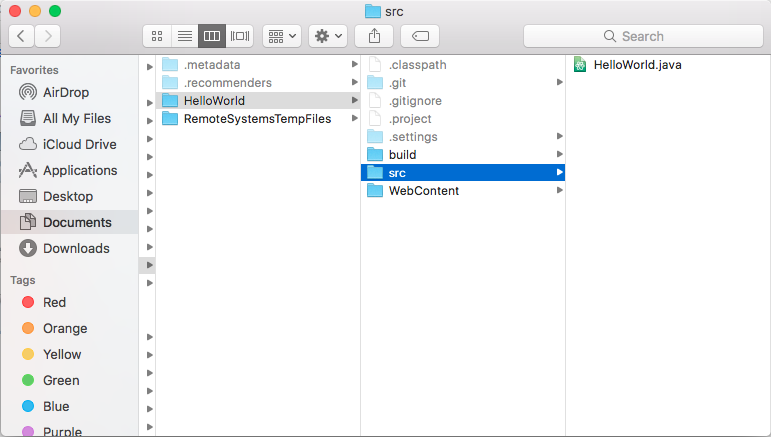 src
Search
Favorites
AirDrop
All My Files
iCloud Drive
Applications
Desktop
Documents
Downloads
Tags
Red
Orange
Yellow
Green
Blue
Purple
.metadata
.recommenders
HelloWorld
RemoteSystemsTempFiles
.classpath
.git
.gitignore
.project
.settings
build
src
WebContent
HelloWorld.java